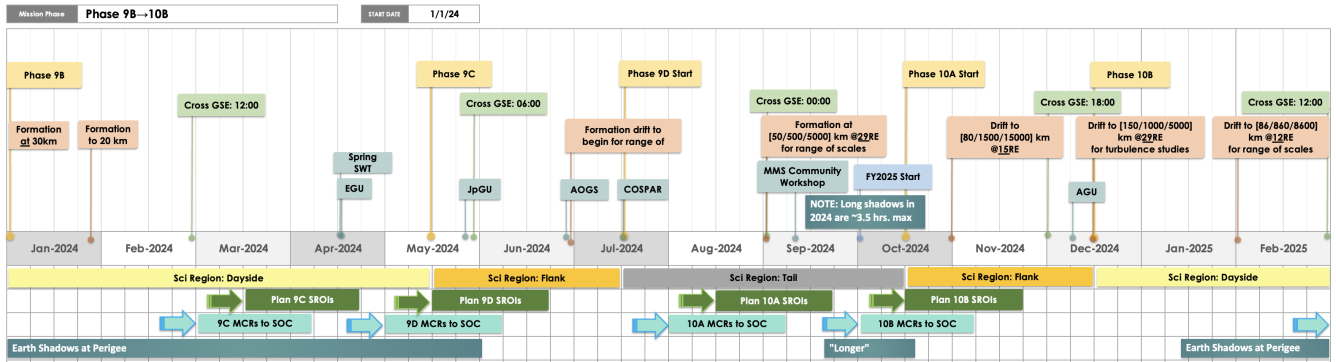 Mission Phase
Phase 9B→10B
START DATE
1/1/24
Phase 9B
Phase 9C
Phase 9D Start
Phase 10A Start
Phase 10B
Cross GSE: 12:00
Cross GSE: 06:00
Cross GSE: 00:00
Cross GSE: 18:00
Cross GSE: 12:00
Formation
at 30km
Formation
to 20 km
Formation drift to
begin for range of
Formation at
[50/500/5000] km @29RE
for range of scales
Drift to
[80/1500/15000] km
@15RE
Drift to [150/1000/5000]
km @29RE
for turbulence studies
Drift to [86/860/8600]
km @12RE
for range of scales
Spring
SWT
EGU
JpGU
AOGS
COSPAR
MMS Community
Workshop
FY2025 Start
AGU
NOTE: Long shadows in
2024 are ~3.5 hrs. max
Jan-2024
Feb-2024
Mar-2024
Apr-2024
May-2024
Jun-2024
Jul-2024
Aug-2024
Sep-2024
Oct-2024
Nov-2024
Dec-2024
Jan-2025
Feb-2025
Sci Region: Dayside
Sci Region: Flank
Sci Region: Tail
Sci Region: Flank
Sci Region: Dayside
Plan 9C SROIs
Plan 9D SROIs
Plan 10A SROIs
Plan 10B SROIs
9C MCRs to SOC
9D MCRs to SOC
10A MCRs to SOC
10B MCRs to SOC
Earth Shadows at Perigee
"Longer"
Earth Shadows at Perigee